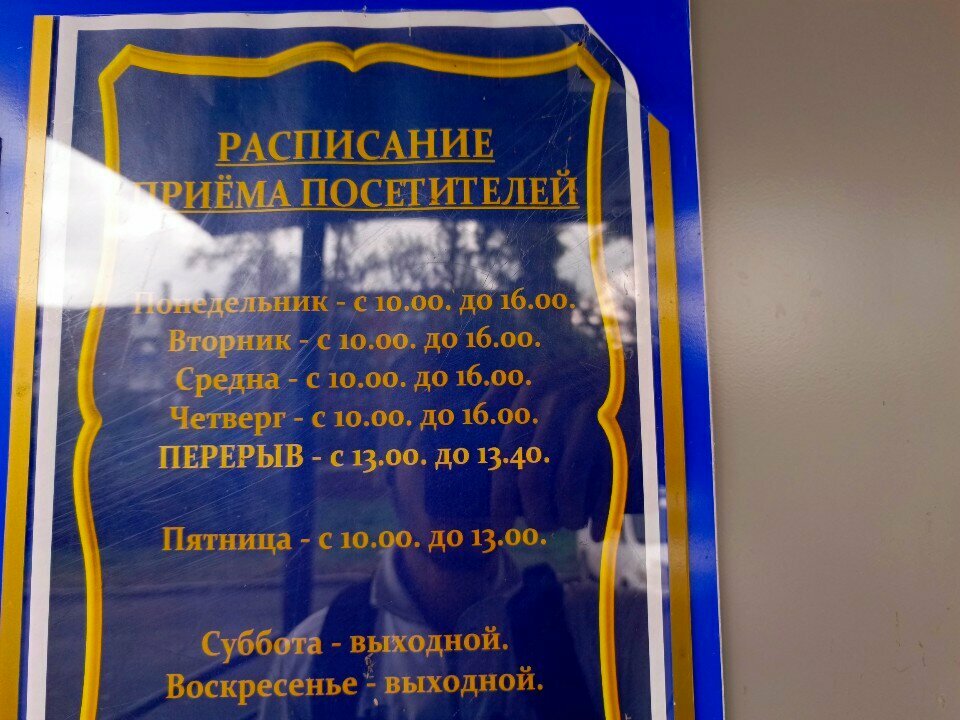 РАСПИСАНИЕ
ПРИЁМА ПОСЕТИТЕЛЕЙ
Понедельник - с 10.00. до 16.00.
Вторник - с 10.00. до 16.00.
Средна - с 10.00. до 16.00.
Четверг - с 10.00. до 16.00.
ПЕРЕРЫВ - с 13.00. до 13.40.
Пятница - с 10.00. до 13.00.
Суббота - выходной.
Воскресенье - выходной.